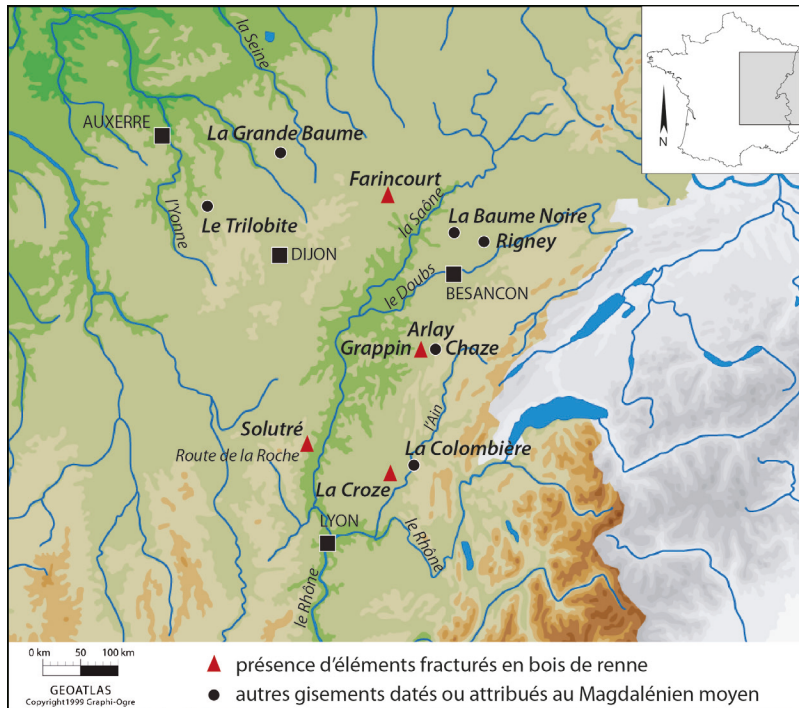 la Seine
N
AUXERRE
La Grande Baume
Farincourt
la Saône
La Baume Noire
Rigney
l'Yonne
Le Trilobite
DIJON
le Doubs
BESANCON
Arlay
Grappin
Chaze
l'Ain
Solutré
Route de la Roche
La Colombière
La Croze
LYON
le Rhône
le Rhône
0 km 50 100 km
GEOATLAS
Copyright1999 Graphi-Ogre
présence d'éléments fracturés en bois de renne
autres gisements datés ou attribués au Magdalénien moyen